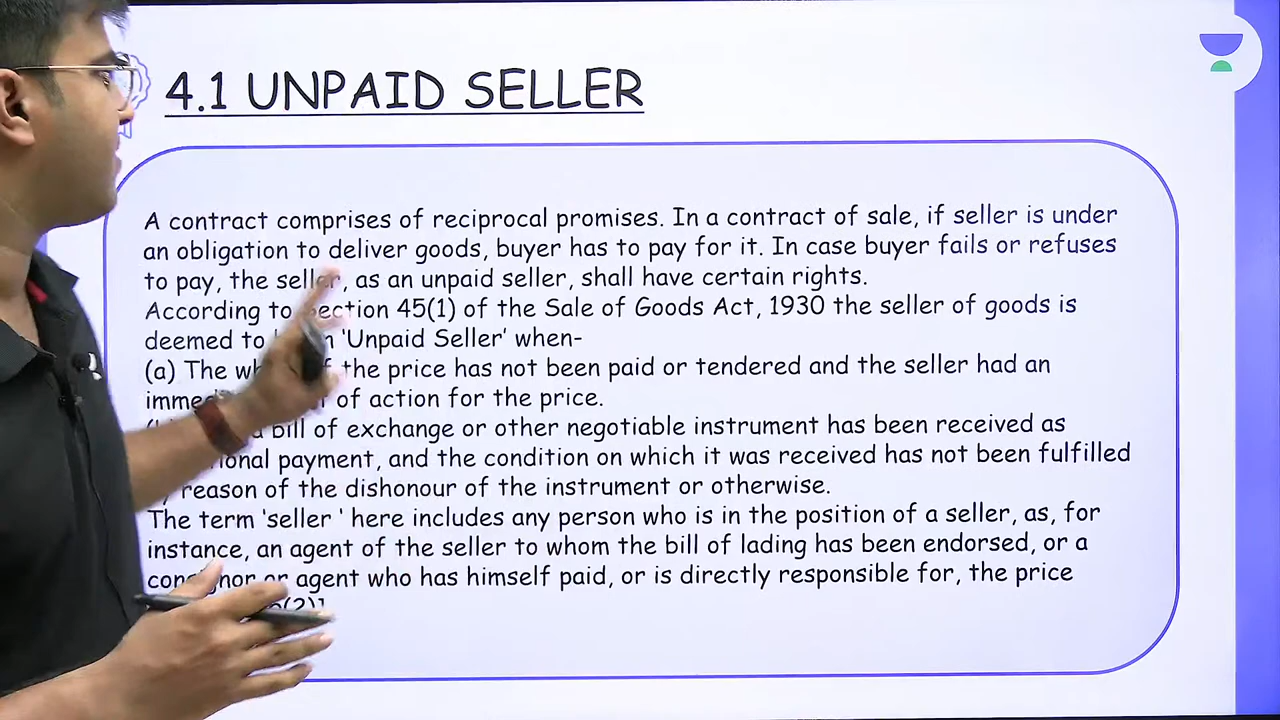 4.1 UNPAID SELLER
A contract comprises of reciprocal promises. In a contract of sale, if seller is under
an obligation to deliver goods, buyer has to pay for it. In case buyer fails or refuses
to pay, the seller, as an unpaid seller, shall have certain rights.
According to Section 45(1) of the Sale of Goods Act, 1930 the seller of goods is
deemed to 'Unpaid Seller' when-
(a) The the price has not been paid or tendered and the seller had an
of action for the price.
bill of exchange or other negotiable instrument has been received as
payment, and the condition on which it was received has not been fulfilled
reason of the dishonour of the instrument or otherwise.
The term 'seller ' here includes any person who is in the position of a seller, as, for
instance, an agent of the seller to whom the bill of lading has been endorsed, or a
consignor or agent who has himself paid, or is directly responsible for, the price